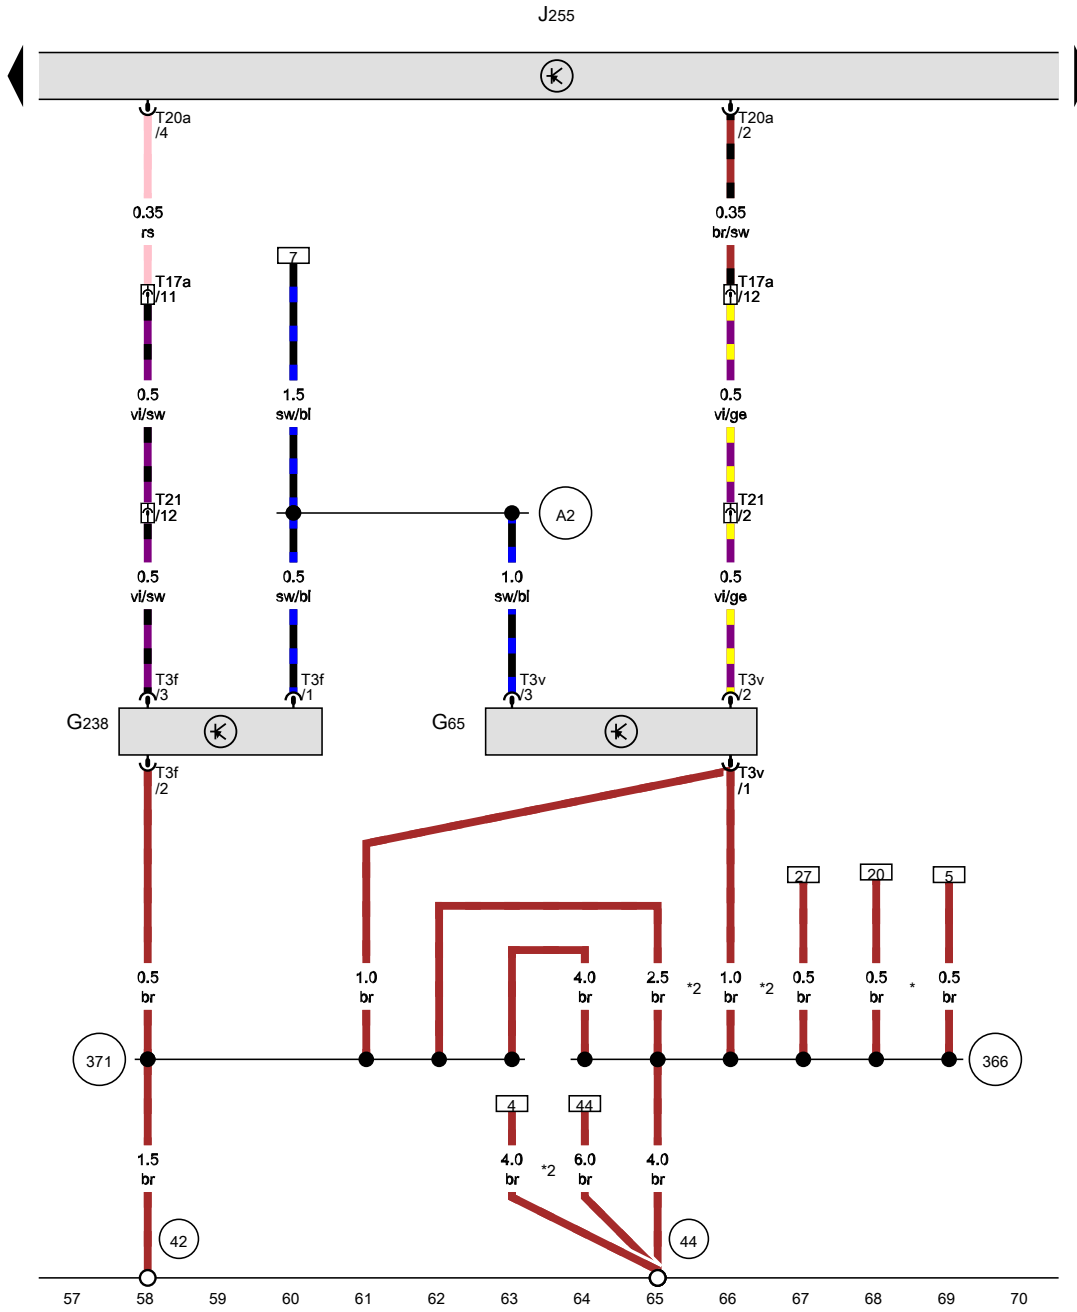 J255
T20a
/4
T20a
/2
0.35
rs
0.35
br/sw
7
T17a
/11
T17a
/12
0.5
vi/sw
1.5
sw/bl
0.5
vi/ge
T21
/12
A2
T21
/2
0.5
vi/sw
0.5
sw/bl
1.0
sw/bl
0.5
vi/ge
T3f
/3
T3f
/1
T3v
/3
T3v
/2
G238
G65
T3f
/2
T3v
/1
27
20
5
0.5
br
1.0
br
4.0
br
2.5
br
*2
1.0
br
*2
0.5
br
0.5
br
*
0.5
br
371
366
4
44
1.5
br
4.0
br
*2
6.0
br
4.0
br
42
44
57 58 59 60 61 62 63 64 65 66 67 68 69 70